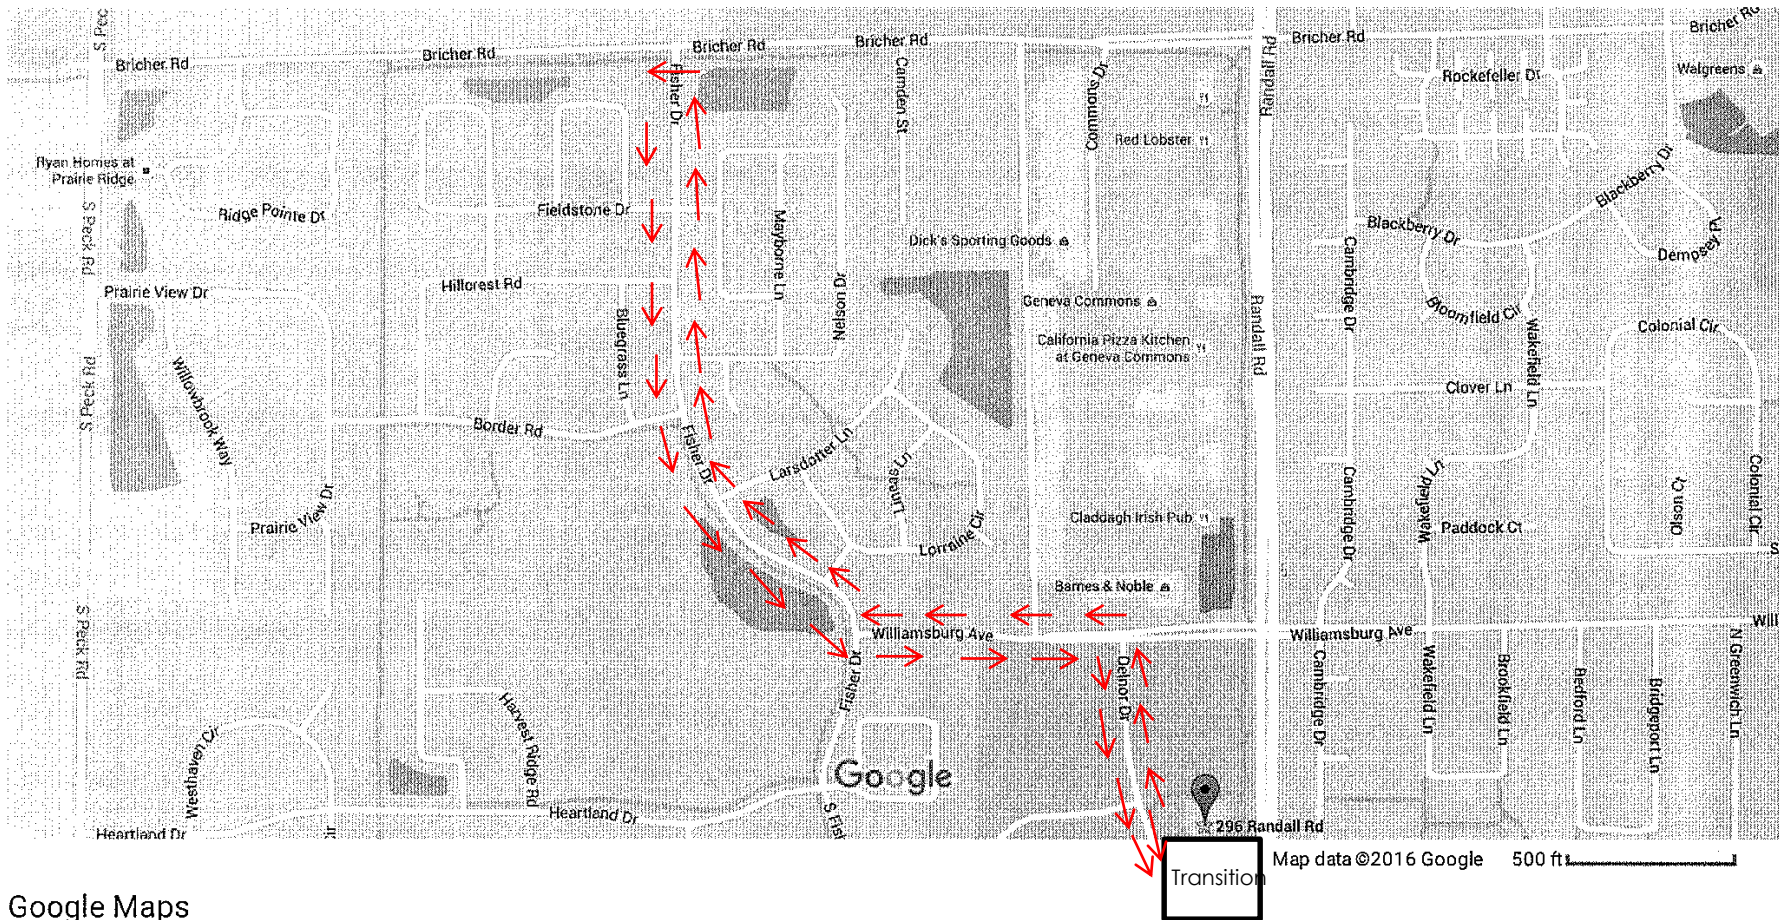 S Pec
Bricher Rd
Bricher Rd
Bricher Rd
Bricher Rd
Bricher Rd
Bricher Rd
Fisher Dr
Camden St
Commons Dr
Randall Rd
Rockefeller Dr
Walgreens
Red Lobster
Ryan Homes at
Prairie Ridge
S Peck Rd
Ridge Pointe Dr
Fieldstone Dr
Mayborne Ln
Dick's Sporting Goods
Blackberry Dr
Blackberry Dr
Dempsey Pl
Cambridge Dr
Prairie View Dr
Hillcrest Rd
Nelson Dr
Geneva Commons
Bloomfield Cir
Bluegrass Ln
California Pizza Kitchen
at Geneva Commons
Randall Rd
Wakefield Ln
Colonial Cir
S Peck Rd
Willowbrook Way
Clover Ln
Border Rd
Fisher Dr
Larsdotter Ln
Cambridge Dr
Wakefield Ln
Olson Ct
Colonial Cir
Prairie View Dr
Claddagh Irish Pub
Paddock Ct
Lorraine Cir
S
Barnes & Noble
S Peck Rd
Williamsburg Ave
Williamsburg Ave
Will
Fisher Dr
Delnor Dr
Cambridge Dr
Wakefield Ln
Brookfield Ln
Redford Ln
Bridgeport Ln
N Greenwich Ln
Westhaven Cir
Harvest Ridge Rd
Google
Heartland Dr
Heartland Dr
ir
S Fis
296 Randall Rd
Transition
Map data ©2016 Google
500 ft
Google Maps